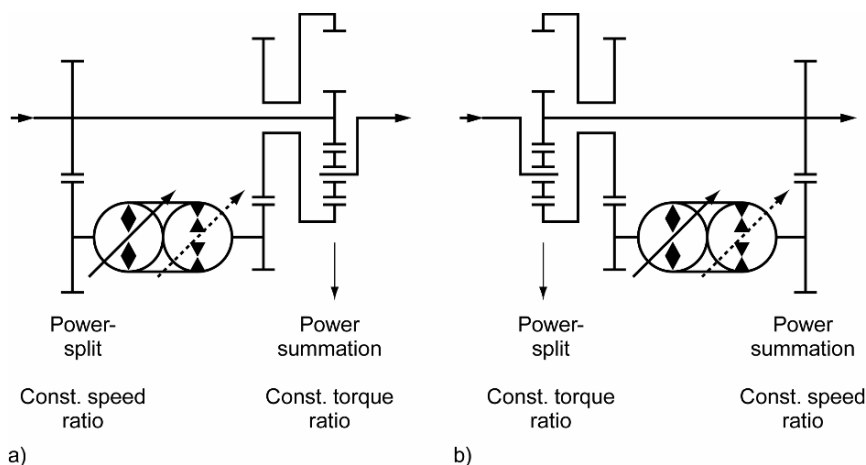 Power-
split
Power
summation
Const. speed
ratio
Const. torque
ratio
a)
Power-
split
Power
summation
Const. torque
ratio
Const. speed
ratio
b)